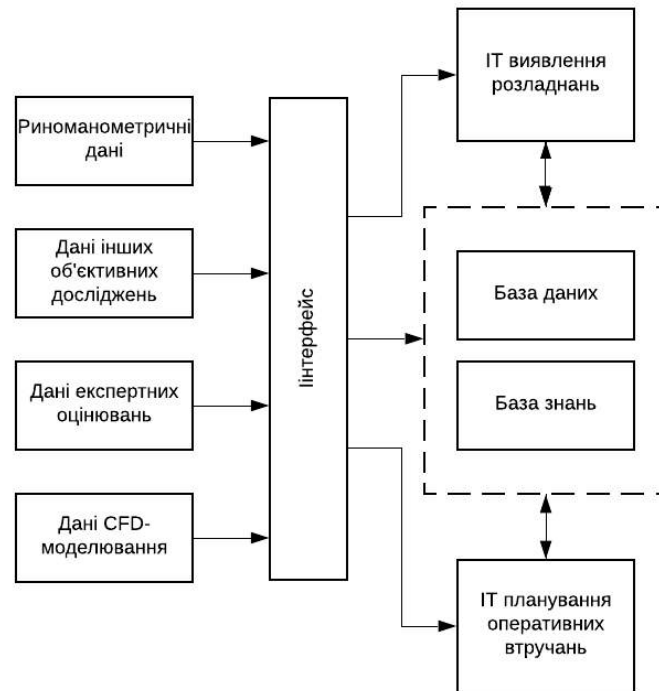 Риноманометричні
дані
Дані інших
об'єктивних
досліджень
Дані експертних
оцінювань
Дані CFD-
моделювання
Іінтерфейс
ІТ виявлення
розладнань
База даних
База знань
ІТ планування
оперативних
втручань